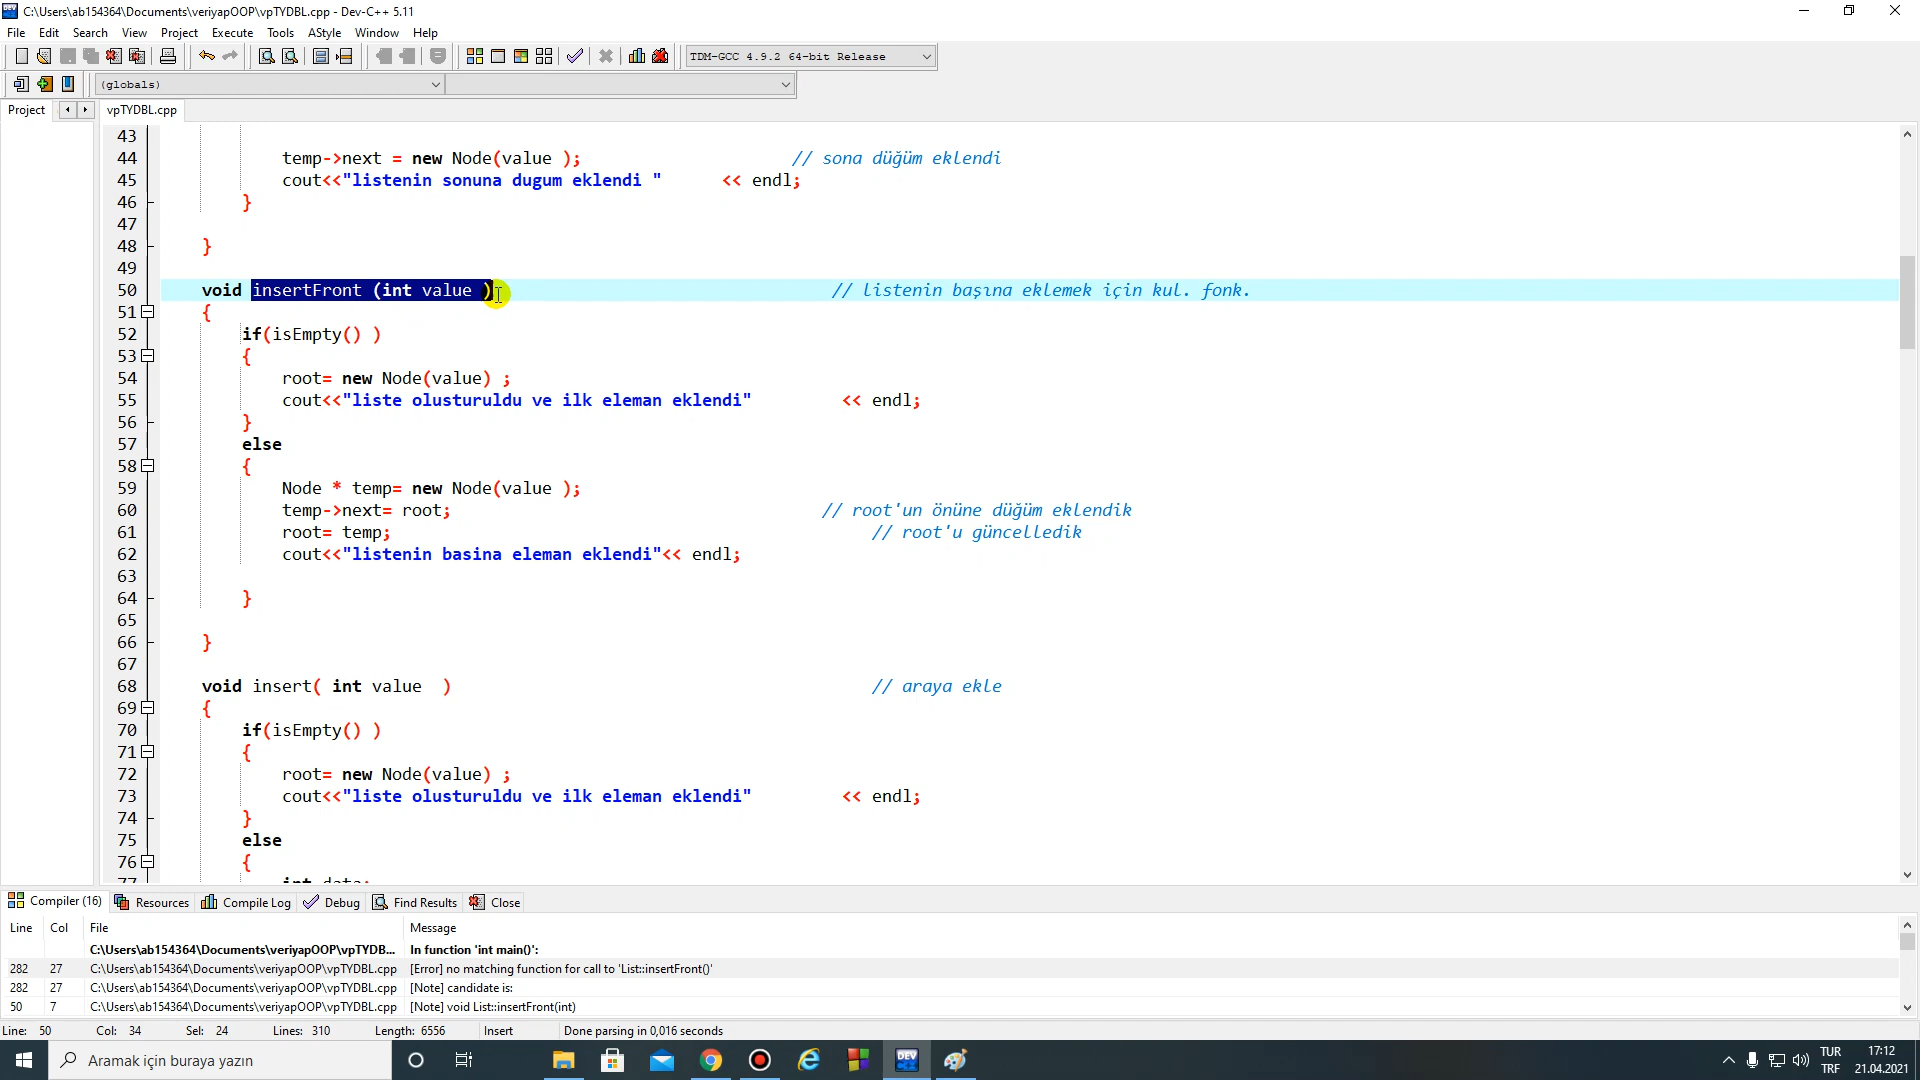 C:\Users\ab154364\Documents\veriyapOOP\vpTYDBL.cpp - Dev-C++ 5.11
File Edit Search View Project Execute Tools AStyle Window Help
TDM-GCC 4.9.2 64-bit Release
(globals)
Project vpTYDBL.cpp
43
44 temp->next = new Node(value ); // sona düğüm eklendi
45 cout<<"listenin sonuna dugum eklendi " << endl;
46 }
47
48 }
49
50 void insertFront (int value ) // listenin başına eklemek için kul. fonk.
51 {
52 if(isEmpty() )
53 {
54 root= new Node(value) ;
55 cout<<"liste olusturuldu ve ilk eleman eklendi" << endl;
56 }
57 else
58 {
59 Node * temp= new Node(value );
60 temp->next= root; // root'un önüne düğüm eklendik
61 root= temp; // root'u güncelledik
62 cout<<"listenin basina eleman eklendi"<< endl;
63
64 }
65
66 }
67
68 void insert( int value ) // araya ekle
69 {
70 if(isEmpty() )
71 {
72 root= new Node(value) ;
73 cout<<"liste olusturuldu ve ilk eleman eklendi" << endl;
74 }
75 else
76 {
77 int data;
Compiler (16) Resources Compile Log Debug Find Results Close
Line Col File Message
C:\Users\ab154364\Documents\veriyapOOP\vpTYDB... In function 'int main()':
282 27 C:\Users\ab154364\Documents\veriyapOOP\vpTYDBL.cpp [Error] no matching function for call to 'List::insertFront()'
282 27 C:\Users\ab154364\Documents\veriyapOOP\vpTYDBL.cpp [Note] candidate is:
50 7 C:\Users\ab154364\Documents\veriyapOOP\vpTYDBL.cpp [Note] void List::insertFront(int)
Line: 50 Col: 34 Sel: 24 Lines: 310 Length: 6556 Insert Done parsing in 0,016 seconds
Aramak için buraya yazın
DEV
TUR
TRF
17:12
21.04.2021